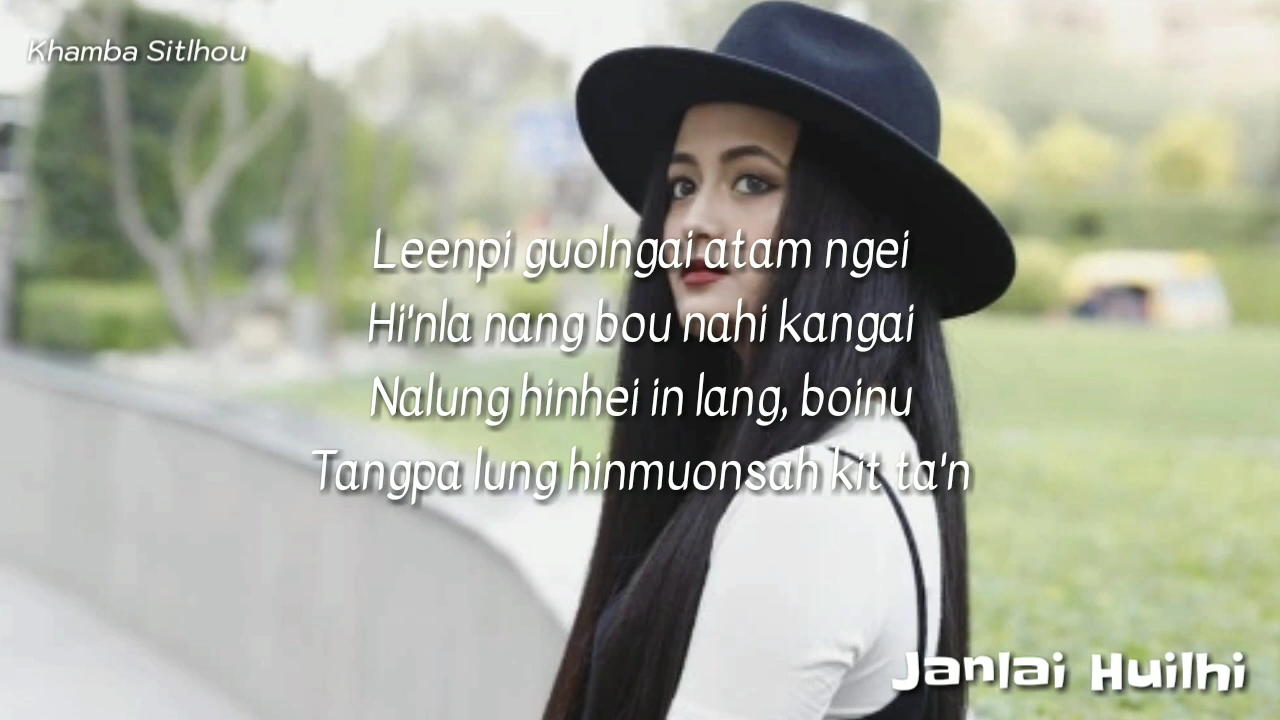 Khamba Sitlhou
Leenpi guolngai atam ngei
Hi'nla nang bou nahi kangai
Nalung hinhei in lang, boinu
Tangpa lung hinmuonsah kit ta'n
Janlai Huilhi